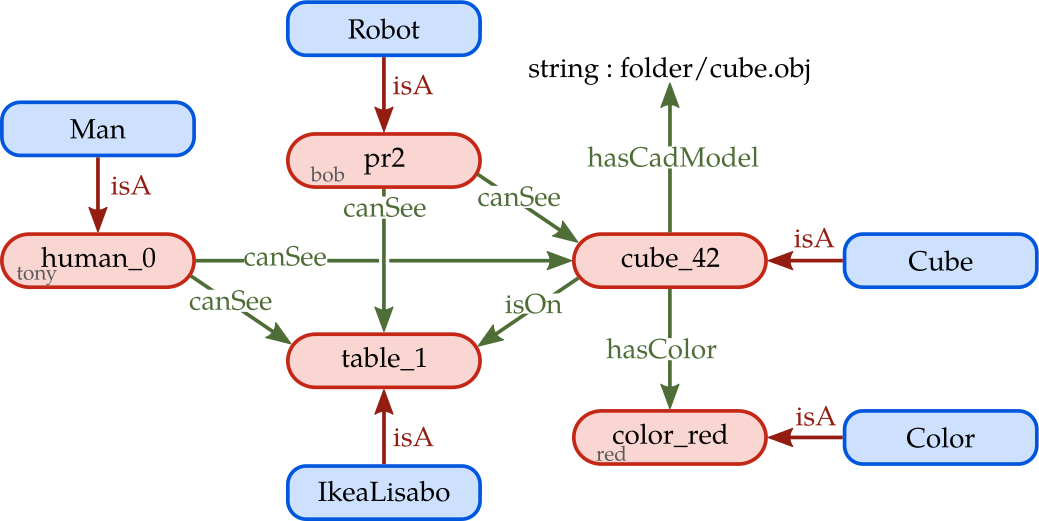 Robot
string : folder/cube.obj
isA
Man
hasCadModel
pr2
bob
isA
canSee
canSee
human_0
tony
canSee
cube_42
isA
Cube
canSee
isOn
table_1
hasColor
isA
color_red
red
isA
Color
IkeaLisabo